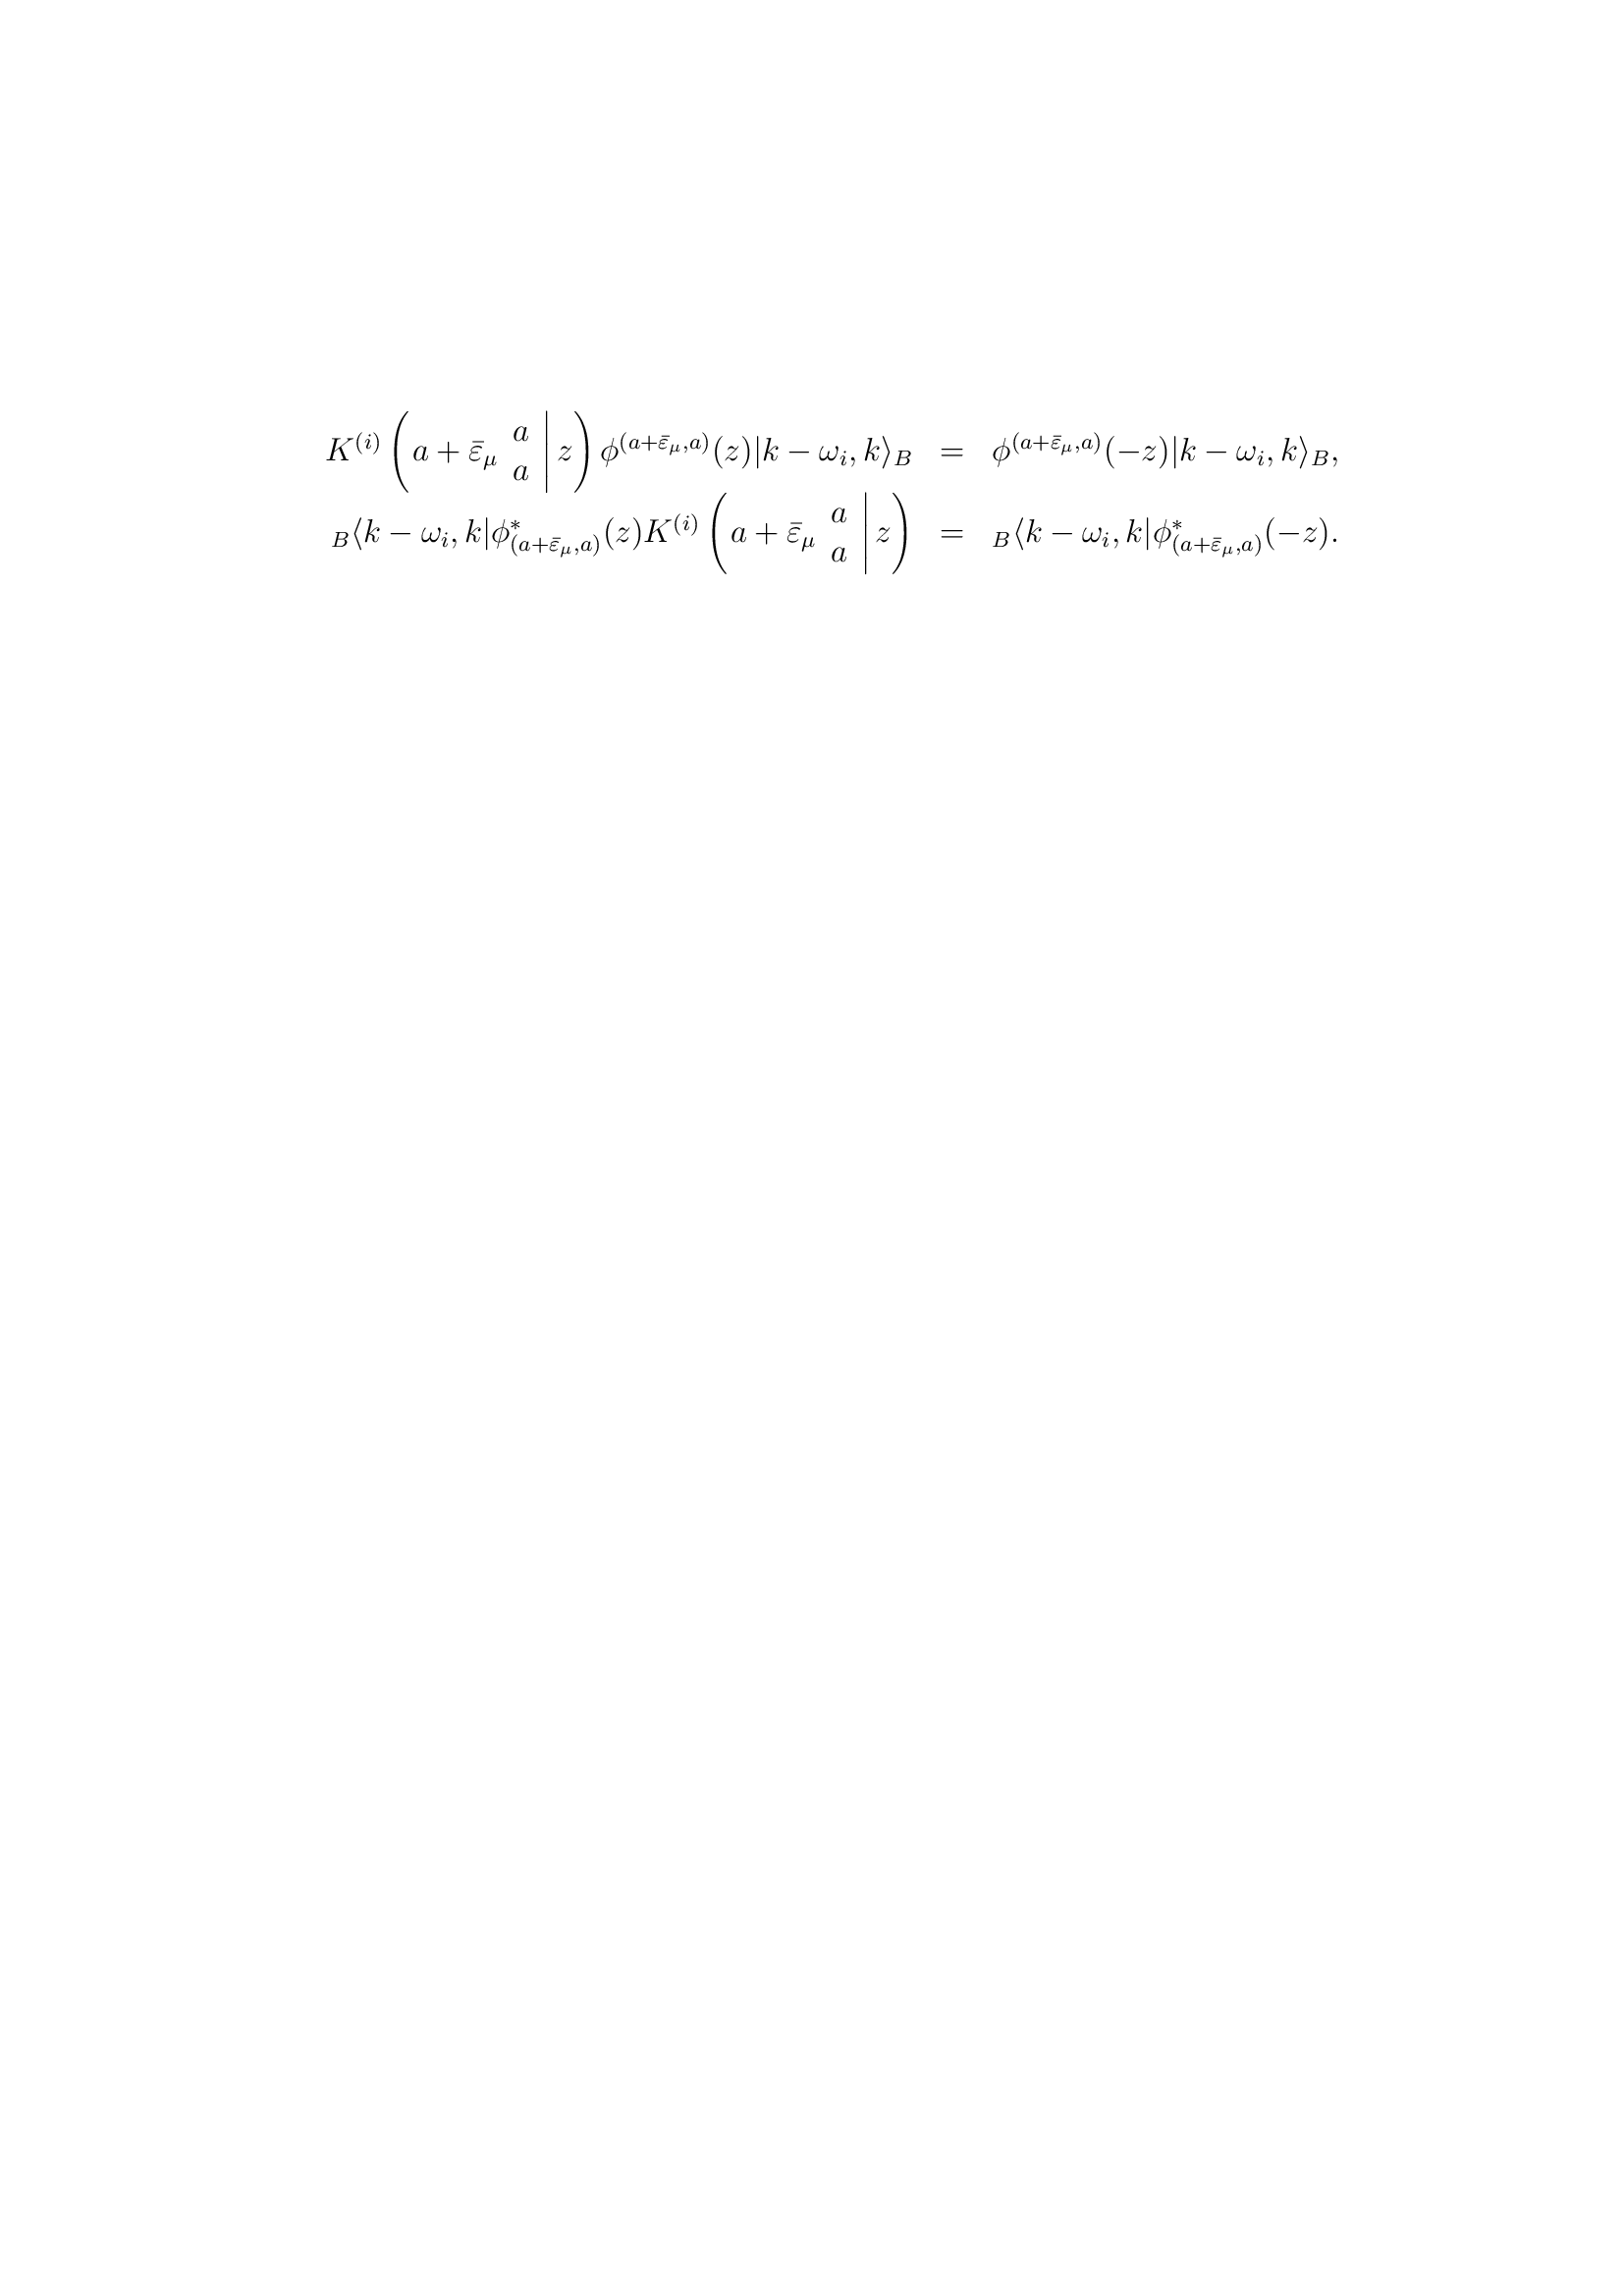 $K^{(i)}\left(a+\bar{\varepsilon}_\mu \begin{array}{c} a \\ a \end{array} \middle| z\right)\phi^{(a+\bar{\varepsilon}_\mu,a)}(z)|k-\omega_i,k\rangle_B = \phi^{(a+\bar{\varepsilon}_\mu,a)}(-z)|k-\omega_i,k\rangle_B,$
${}_B\langle k-\omega_i,k|\phi^*_{(a+\bar{\varepsilon}_\mu,a)}(z)K^{(i)}\left(a+\bar{\varepsilon}_\mu \begin{array}{c} a \\ a \end{array} \middle| z\right) = {}_B\langle k-\omega_i,k|\phi^*_{(a+\bar{\varepsilon}_\mu,a)}(-z).$